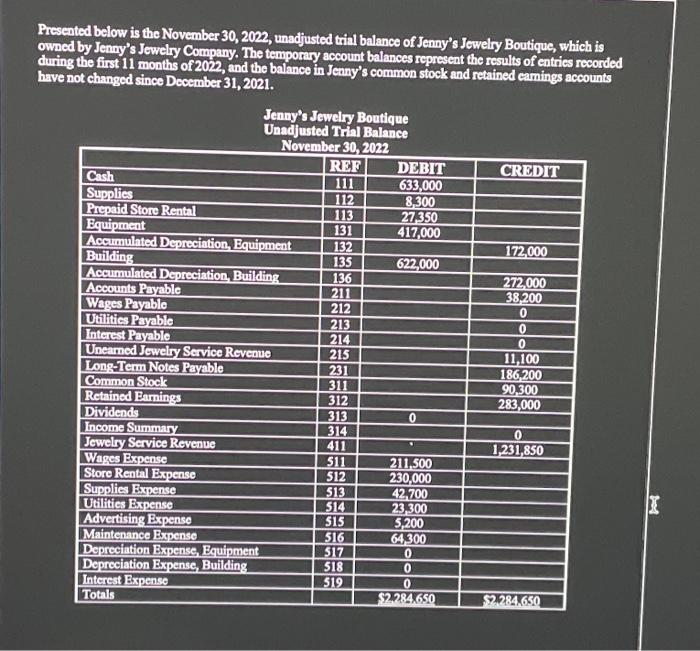 Presented below is the November 30, 2022, unadjusted trial balance of Jenny's Jewelry Boutique, which is
owned by Jenny's Jewelry Company. The temporary account balances represent the results of entries recorded
during the first 11 months of 2022, and the balance in Jenny's common stock and retained earnings accounts
have not changed since December 31, 2021.
Jenny's Jewelry Boutique
Unadjusted Trial Balance
November 30, 2022
REF DEBIT CREDIT
Cash 111 633,000
Supplies 112 8,300
Prepaid Store Rental 113 27,350
Equipment 131 417,000
Accumulated Depreciation, Equipment 132 172,000
Building 135 622,000
Accumulated Depreciation, Building 136 272,000
Accounts Payable 211 38,200
Wages Payable 212 0
Utilities Payable 213 0
Interest Payable 214 0
Unearned Jewelry Service Revenue 215 11,100
Long-Term Notes Payable 231 186,200
Common Stock 311 90,300
Retained Earnings 312 283,000
Dividends 313 0
Income Summary 314 0
Jewelry Service Revenue 411 1,231,850
Wages Expense 511 211,500
Store Rental Expense 512 230,000
Supplies Expense 513 42,700
Utilities Expense 514 23,300
Advertising Expense 515 5,200
Maintenance Expense 516 64,300
Depreciation Expense, Equipment 517 0
Depreciation Expense, Building 518 0
Interest Expense 519 0
Totals $2,284,650 $2,284,650